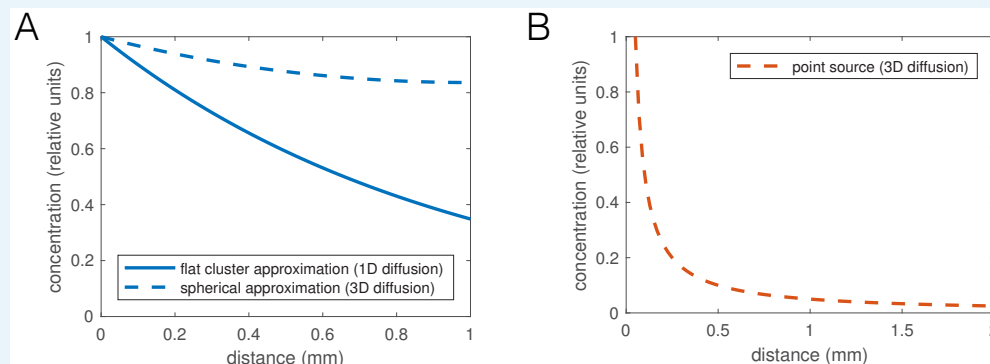 A
concentration (relative units)
1
0.8
0.6
0.4
0.2
0
flat cluster approximation (1D diffusion)
spherical approximation (3D diffusion)
0 0.2 0.4 0.6 0.8 1
distance (mm)
B
concentration (relative units)
1
0.8
0.6
0.4
0.2
0
point source (3D diffusion)
0 0.5 1 1.5 2
distance (mm)